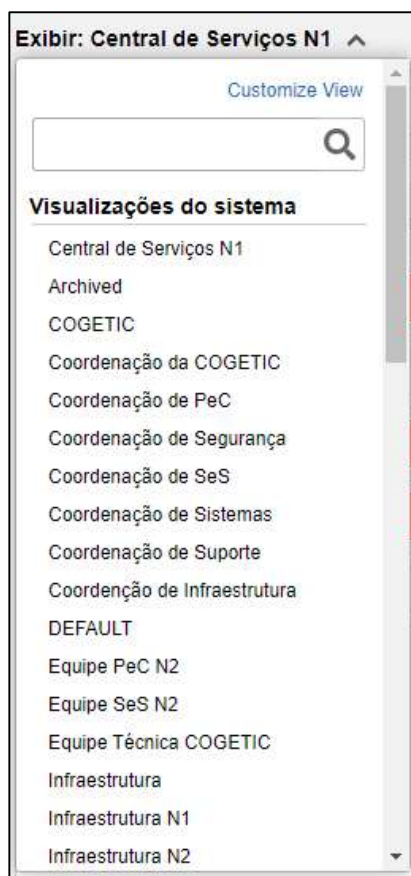 Exibir: Central de Serviços N1
Customize View
Visualizações do sistema
Central de Serviços N1
Archived
COGETIC
Coordenação da COGETIC
Coordenação de PeC
Coordenação de Segurança
Coordenação de SeS
Coordenação de Sistemas
Coordenação de Suporte
Coordenção de Infraestrutura
DEFAULT
Equipe PeC N2
Equipe SeS N2
Equipe Técnica COGETIC
Infraestrutura
Infraestrutura N1
Infraestrutura N2